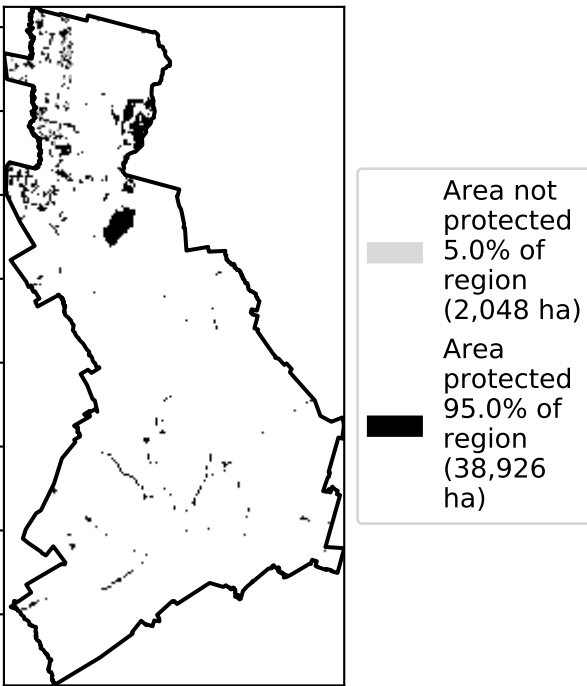 Area not
protected
5.0% of
region
(2,048 ha)
Area
protected
95.0% of
region
(38,926
ha)